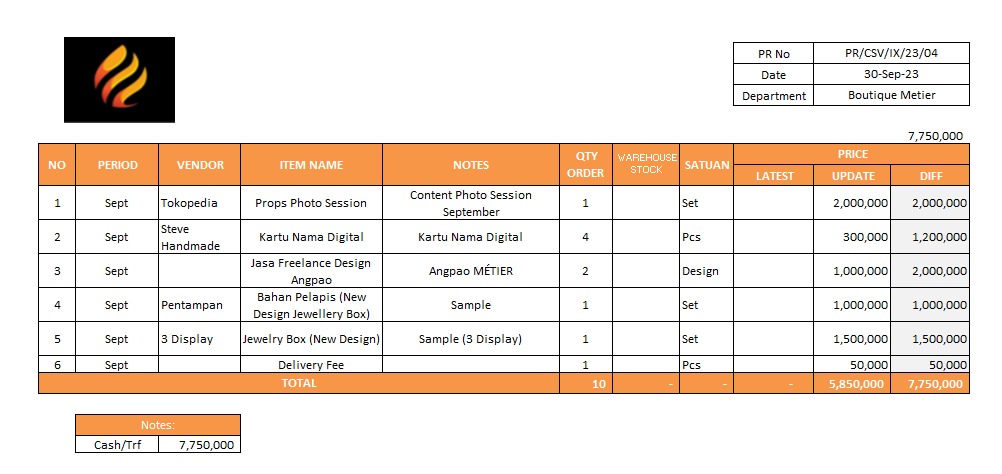 PR No PR/CSV/IX/23/04
Date 30-Sep-23
Department Boutique Metier
7,750,000
NO PERIOD VENDOR ITEM NAME NOTES QTY ORDER WAREHOUSE STOCK SATUAN PRICE
LATEST UPDATE DIFF
1 Sept Tokopedia Props Photo Session Content Photo Session September 1 Set 2,000,000 2,000,000
2 Sept Steve Handmade Kartu Nama Digital Kartu Nama Digital 4 Pcs 300,000 1,200,000
3 Sept Jasa Freelance Design Angpao Angpao MÉTIER 2 Design 1,000,000 2,000,000
4 Sept Pentampan Bahan Pelapis (New Design Jewellery Box) Sample 1 Set 1,000,000 1,000,000
5 Sept 3 Display Jewelry Box (New Design) Sample (3 Display) 1 Set 1,500,000 1,500,000
6 Sept Delivery Fee 1 Pcs 50,000 50,000
TOTAL 10 - - - 5,850,000 7,750,000
Notes:
Cash/Trf 7,750,000